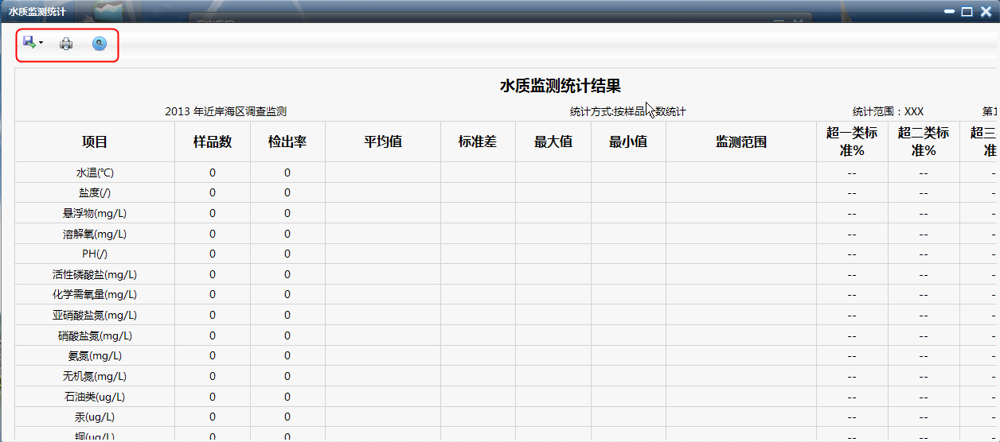 水质监测统计
水质监测统计结果
2013 年近岸海区调查监测 统计方式:按样品个数统计 统计范围：XXX 第1
项目 样品数 检出率 平均值 标准差 最大值 最小值 监测范围 超一类标准% 超二类标准% 超三 准
水温(℃) 0 0 -- -- -
盐度(/) 0 0 -- -- -
悬浮物(mg/L) 0 0 -- -- -
溶解氧(mg/L) 0 0 -- -- -
PH(/) 0 0 -- -- -
活性磷酸盐(mg/L) 0 0 -- -- -
化学需氧量(mg/L) 0 0 -- -- -
亚硝酸盐氮(mg/L) 0 0 -- -- -
硝酸盐氮(mg/L) 0 0 -- -- -
氨氮(mg/L) 0 0 -- -- -
无机氮(mg/L) 0 0 -- -- -
石油类(ug/L) 0 0 -- -- -
汞(ug/L) 0 0 -- -- -
铜(ug/L) 0 0 -- -- -